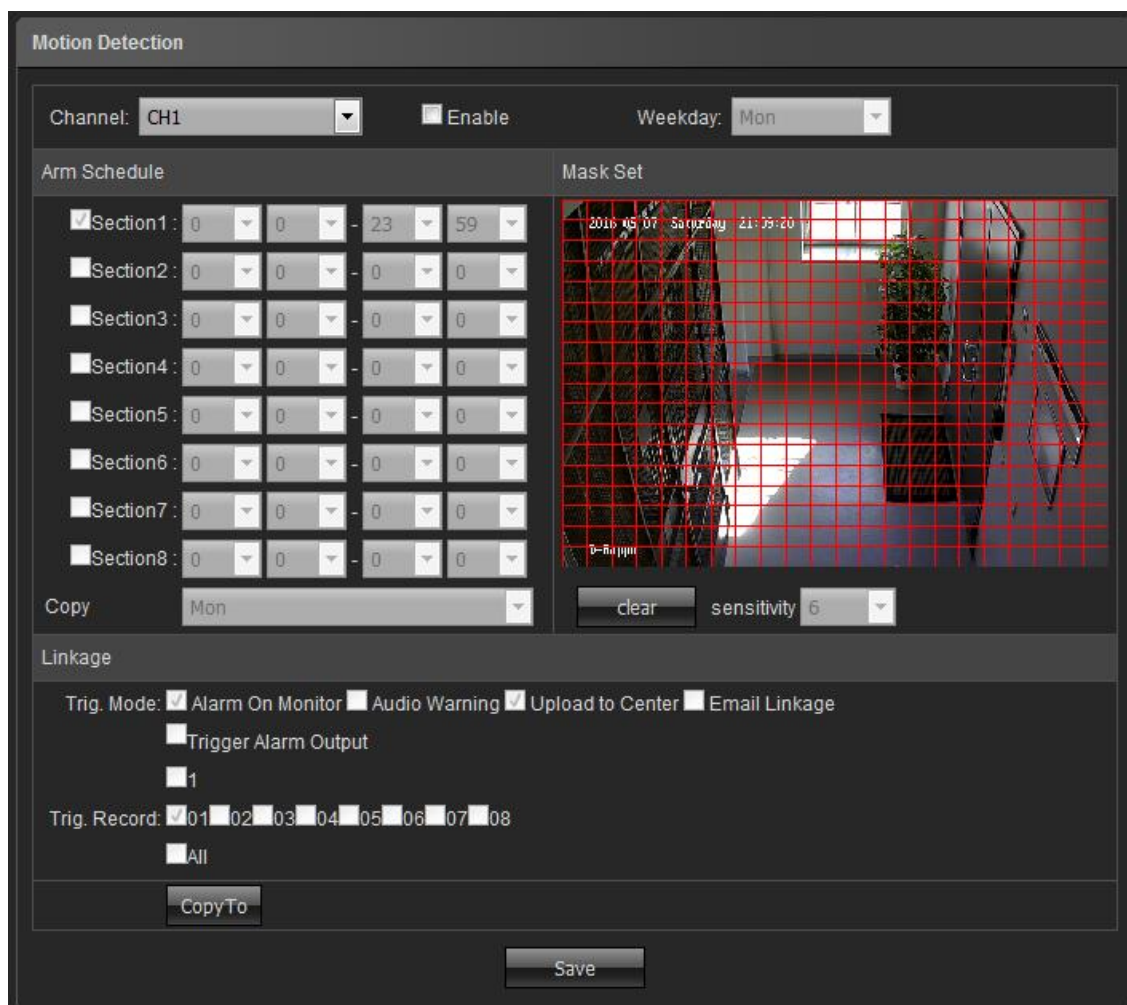 Motion Detection
Channel: CH1 Enable Weekday: Mon
Arm Schedule
Mask Set
Section1 : 0 0 - 23 59
Section2 : 0 0 - 0 0
Section3 : 0 0 - 0 0
Section4 : 0 0 - 0 0
Section5 : 0 0 - 0 0
Section6 : 0 0 - 0 0
Section7 : 0 0 - 0 0
Section8 : 0 0 - 0 0
Copy Mon
2016 05 07 Saturday
clear sensitivity 6
Linkage
Trig. Mode: Alarm On Monitor Audio Warning Upload to Center Email Linkage
Trigger Alarm Output
1
Trig. Record: 01 02 03 04 05 06 07 08
All
CopyTo
Save